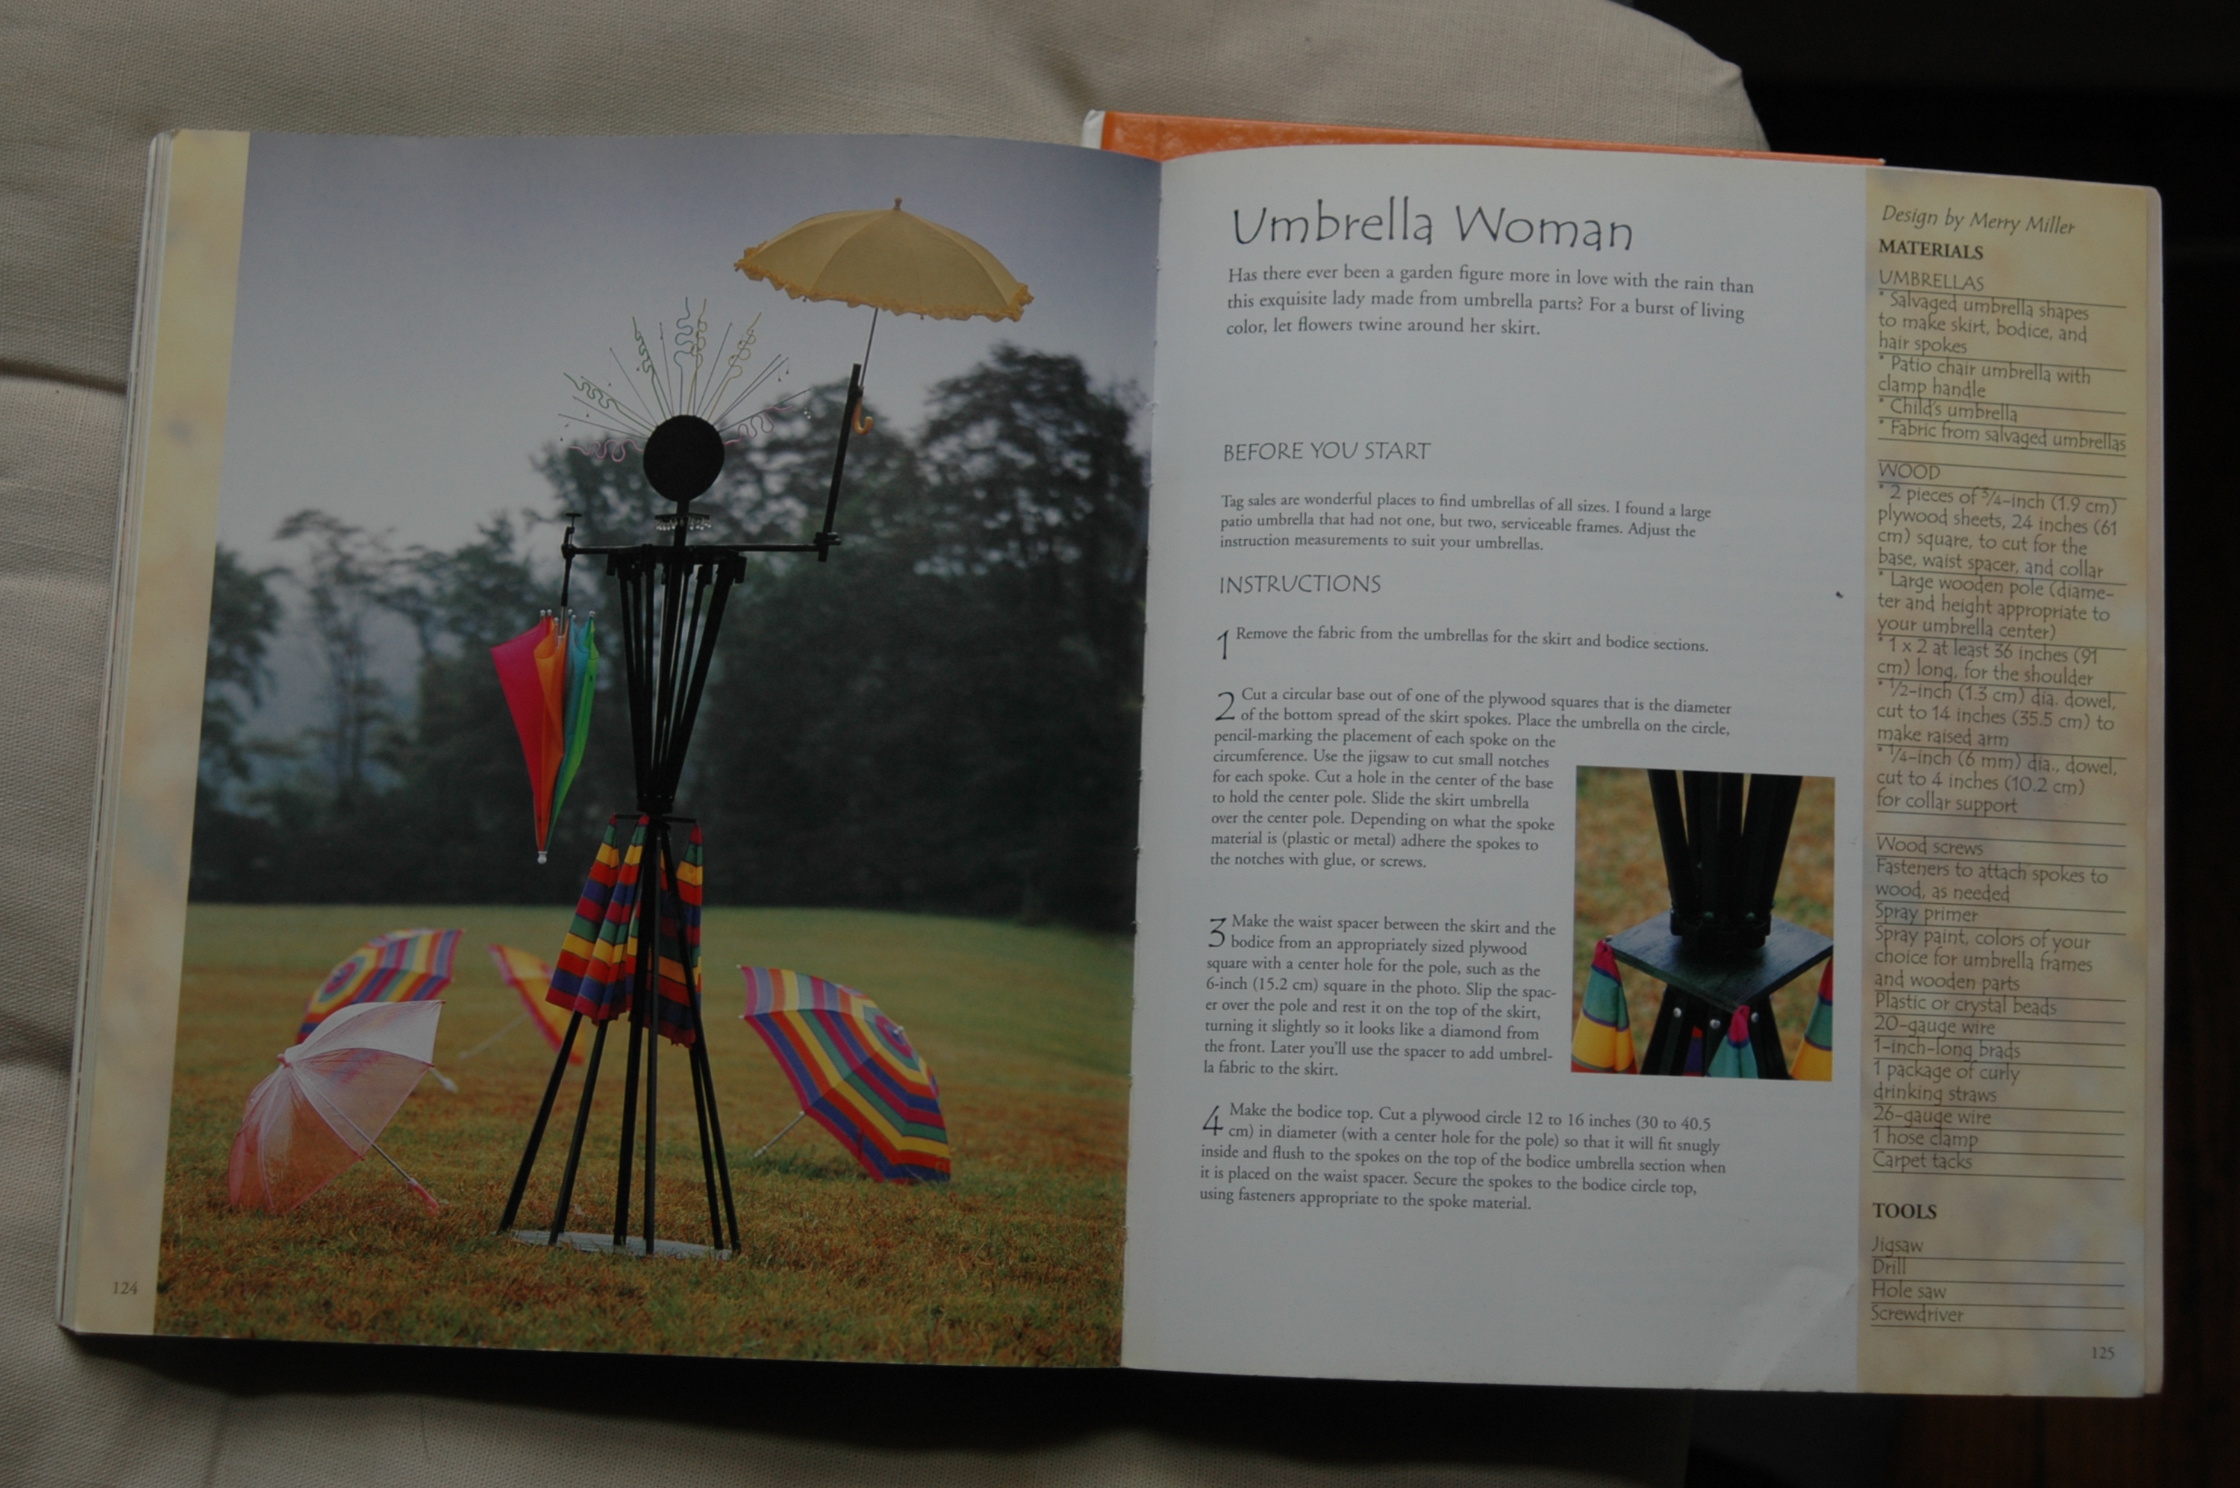 124
Umbrella Woman
Has there ever been a garden figure more in love with the rain than
this exquisite lady made from umbrella parts? For a burst of living
color, let flowers twine around her skirt.
BEFORE YOU START
Tag sales are wonderful places to find umbrellas of all sizes. I found a large
patio umbrella that had not one, but two, serviceable frames. Adjust the
instruction measurements to suit your umbrellas.
INSTRUCTIONS
1 Remove the fabric from the umbrellas for the skirt and bodice sections.
2 Cut a circular base out of one of the plywood squares that is the diameter
of the bottom spread of the skirt spokes. Place the umbrella on the circle,
pencil-marking the placement of each spoke on the
circumference. Use the jigsaw to cut small notches
for each spoke. Cut a hole in the center of the base
to hold the center pole. Slide the skirt umbrella
over the center pole. Depending on what the spoke
material is (plastic or metal) adhere the spokes to
the notches with glue, or screws.
3 Make the waist spacer between the skirt and the
bodice from an appropriately sized plywood
square with a center hole for the pole, such as the
6-inch (15.2 cm) square in the photo. Slip the spac-
er over the pole and rest it on the top of the skirt,
turning it slightly so it looks like a diamond from
the front. Later you'll use the spacer to add umbrel-
la fabric to the skirt.
4 Make the bodice top. Cut a plywood circle 12 to 16 inches (30 to 40.5
cm) in diameter (with a center hole for the pole) so that it will fit snugly
inside and flush to the spokes on the top of the bodice umbrella section when
it is placed on the waist spacer. Secure the spokes to the bodice circle top,
using fasteners appropriate to the spoke material.
Design by Merry Miller
MATERIALS
UMBRELLAS
* Salvaged umbrella shapes
to make skirt, bodice, and
hair spokes
* Patio chair umbrella with
clamp handle
* Child's umbrella
* Fabric from salvaged umbrellas
WOOD
* 2 pieces of 3/4-inch (1.9 cm)
plywood sheets, 24 inches (61
cm) square, to cut for the
base, waist spacer, and collar
* Large wooden pole (diame-
ter and height appropriate to
your umbrella center)
* 1 x 2 at least 36 inches (91
cm) long, for the shoulder
* 1/2-inch (1.3 cm) dia. dowel,
cut to 14 inches (35.5 cm) to
make raised arm
* 1/4-inch (6 mm) dia., dowel,
cut to 4 inches (10.2 cm)
for collar support
Wood screws
Fasteners to attach spokes to
wood, as needed
Spray primer
Spray paint, colors of your
choice for umbrella frames
and wooden parts
Plastic or crystal beads
20-gauge wire
1-inch-long brads
1 package of curly
drinking straws
26-gauge wire
1 hose clamp
Carpet tacks
TOOLS
Jigsaw
Drill
Hole saw
Screwdriver
125